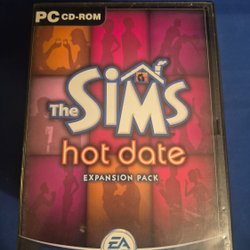 PC CD-ROM
The SIMS
hot date
EXPANSION PACK
EA